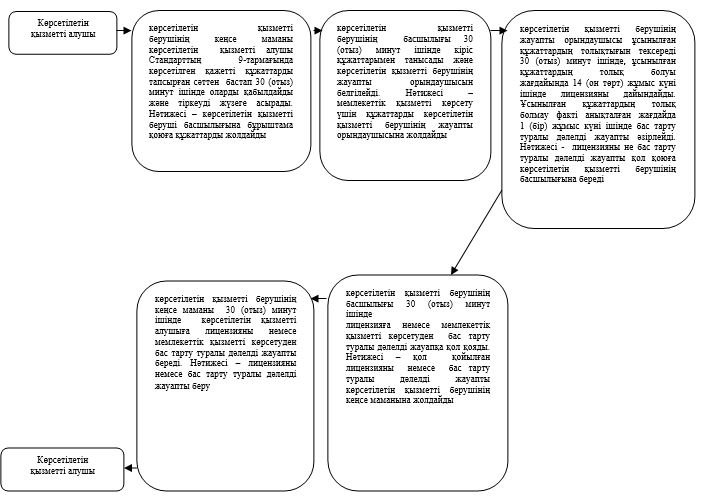 Көрсетілетін
қызметті алушы
көрсетілетін қызметті
берушінің кеңсе маманы
көрсетілетін қызметті алушы
Стандарттың 9-тармағында
көрсетілген қажетті құжаттарды
тапсырған сәттен бастап 30 (отыз)
минут ішінде оларды қабылдайды
және тіркеуді жүзеге асырады.
Нәтижесі – көрсетілетін қызметті
беруші басшылығына бұрыштама
қоюға құжаттарды жолдайды
көрсетілетін қызметті
берушінің басшылығы 30
(отыз) минут ішінде кіріс
құжаттарымен танысады және
көрсетілетін қызметті берушінің
жауапты орындаушысын
белгілейді. Нәтижесі –
мемлекеттік қызметті көрсету
үшін құжаттарды көрсетілетін
қызметті берушінің жауапты
орындаушысына жолдайды
көрсетілетін қызметті берушінің
жауапты орындаушысы ұсынылған
құжаттардың толықтығын тексереді
30 (отыз) минут ішінде, ұсынылған
құжаттардың толық болуы
жағдайында 14 (он төрт) жұмыс күні
ішінде лицензияны дайындайды.
Ұсынылған құжаттардың толық
болмау факті анықталған жағдайда
1 (бір) жұмыс күні ішінде бас тарту
туралы дәлелді жауапты әзірлейді.
Нәтижесі - лицензияны не бас тарту
туралы дәлелді жауапты қол қоюға
көрсетілетін қызметті берушінің
басшылығына береді
көрсетілетін қызметті берушінің
басшылығы 30 (отыз) минут
ішінде
лицензияға немесе мемлекеттік
қызметті көрсетуден бас тарту
туралы дәлелді жауапқа қол қояды.
Нәтижесі – қол қойылған
лицензияны немесе бас тарту
туралы дәлелді жауапты
көрсетілетін қызметті берушінің
кеңсе маманына жолдайды
көрсетілетін қызметті берушінің
кеңсе маманы 30 (отыз) минут
ішінде көрсетілетін қызметті
алушыға лицензияны немесе
мемлекеттік қызметті көрсетуден
бас тарту туралы дәлелді жауапты
береді. Нәтижесі – лицензияны
немесе бас тарту туралы дәлелді
жауапты беру
Көрсетілетін
қызметті алушы